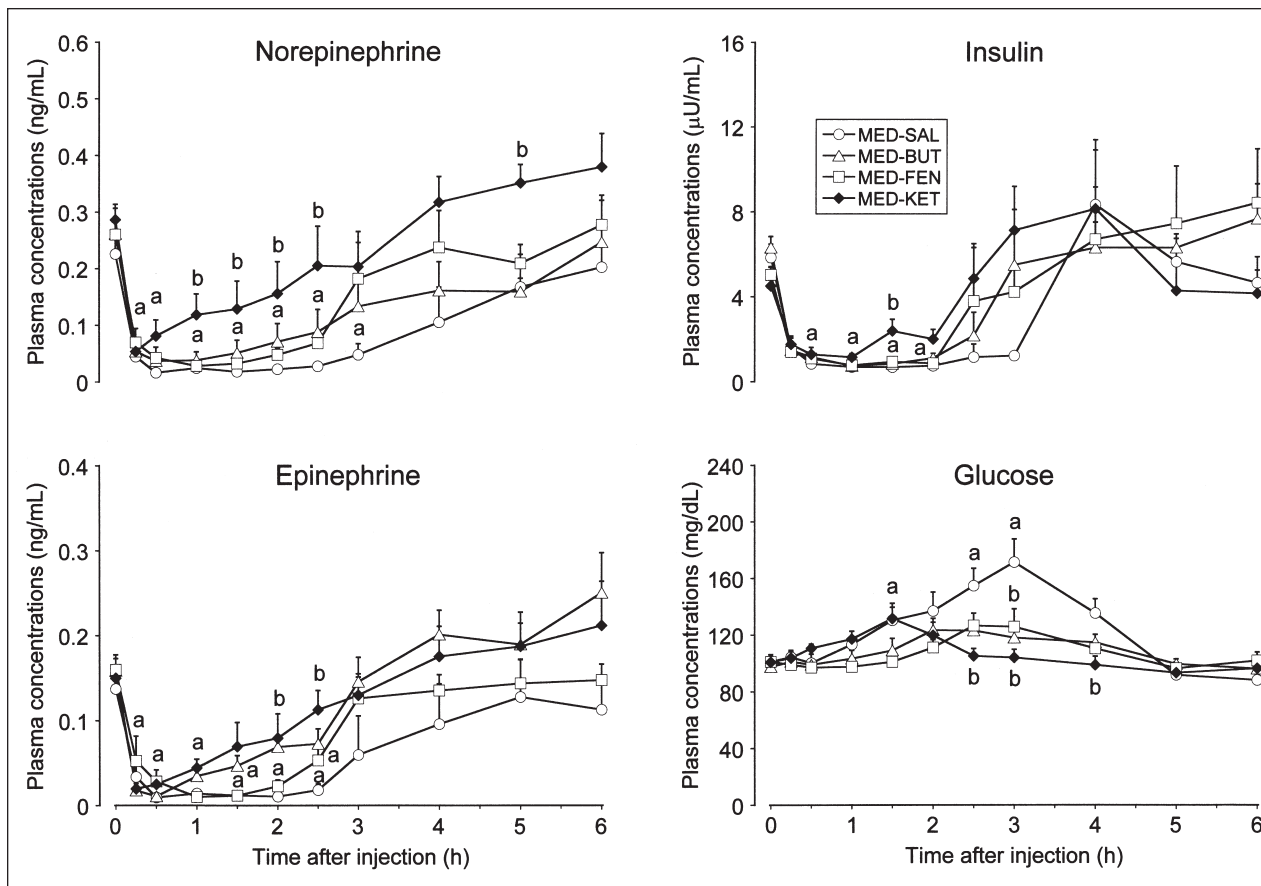 Norepinephrine
Plasma concentrations (ng/mL)
0.6
0.5
0.4
0.3
0.2
0.1
0
a
a
b
b
b
b
b
a
a
a
a
a
Insulin
Plasma concentrations (µU/mL)
16
12
8
4
0
MED-SAL
MED-BUT
MED-FEN
MED-KET
a
a
b
a
a
Epinephrine
Plasma concentrations (ng/mL)
0.4
0.3
0.2
0.1
0
a
a
a
b
b
a
a
a
a
a
0
1
2
3
4
5
6
Time after injection (h)
Glucose
Plasma concentrations (mg/dL)
240
200
160
120
80
40
0
a
a
a
b
b
b
b
0
1
2
3
4
5
6
Time after injection (h)